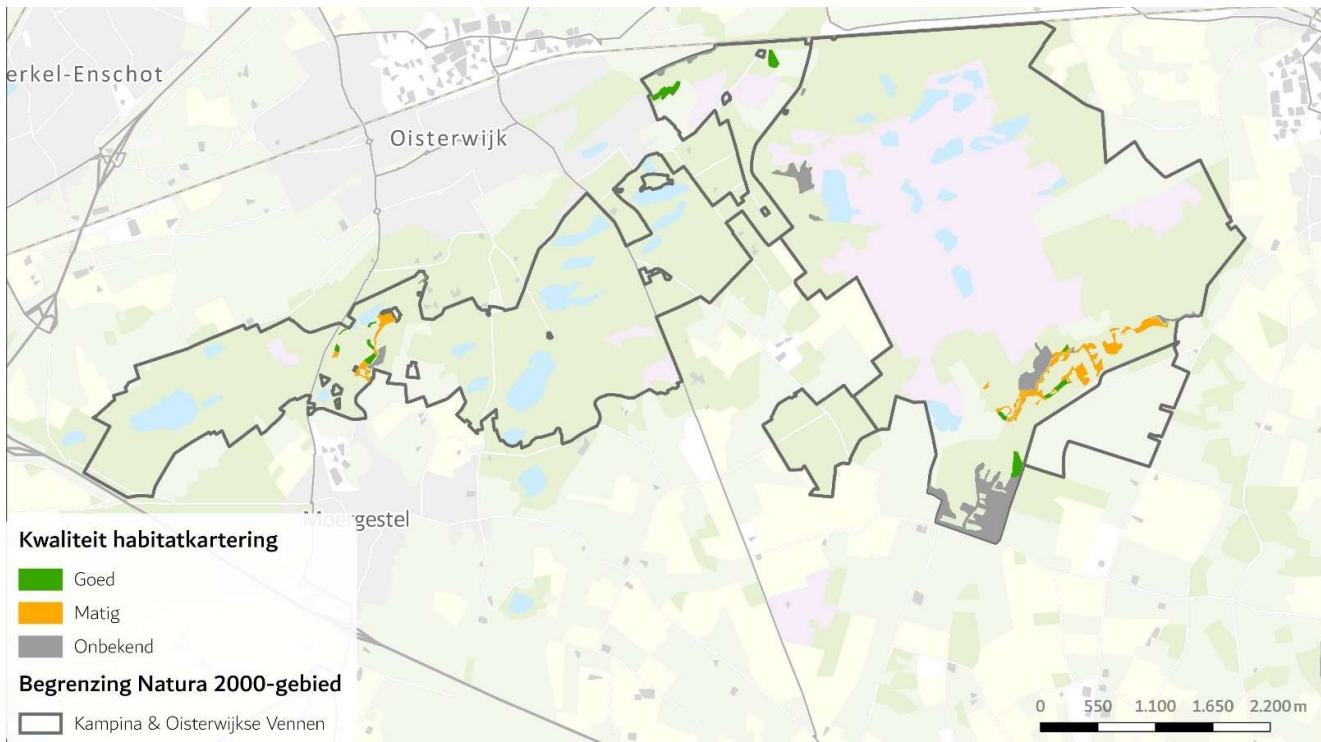 erkel-Enschot
Oisterwijk
Moergestel
Kwaliteit habitatkartering
Goed
Matig
Onbekend
Begrenzing Natura 2000-gebied
Kampina & Oisterwijkse Vennen
0 550 1.100 1.650 2.200 m